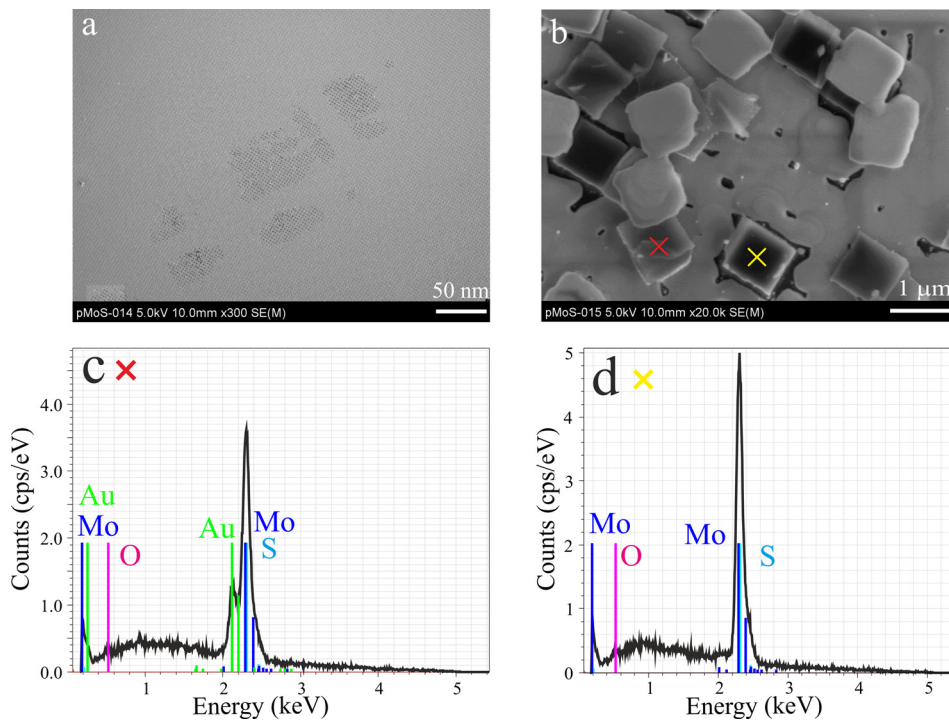 a
50 nm
pMoS-014 5.0kV 10.0mm x300 SE(M)
b
1 µm
pMoS-015 5.0kV 10.0mm x20.0k SE(M)
c
Counts (cps/eV)
4.0
3.0
2.0
1.0
0.0
Au
Mo
O
Au
Mo
S
1 2 3 4 5
Energy (keV)
d
Counts (cps/eV)
5
4
3
2
1
0
Mo
O
Mo
S
1 2 3 4 5
Energy (keV)